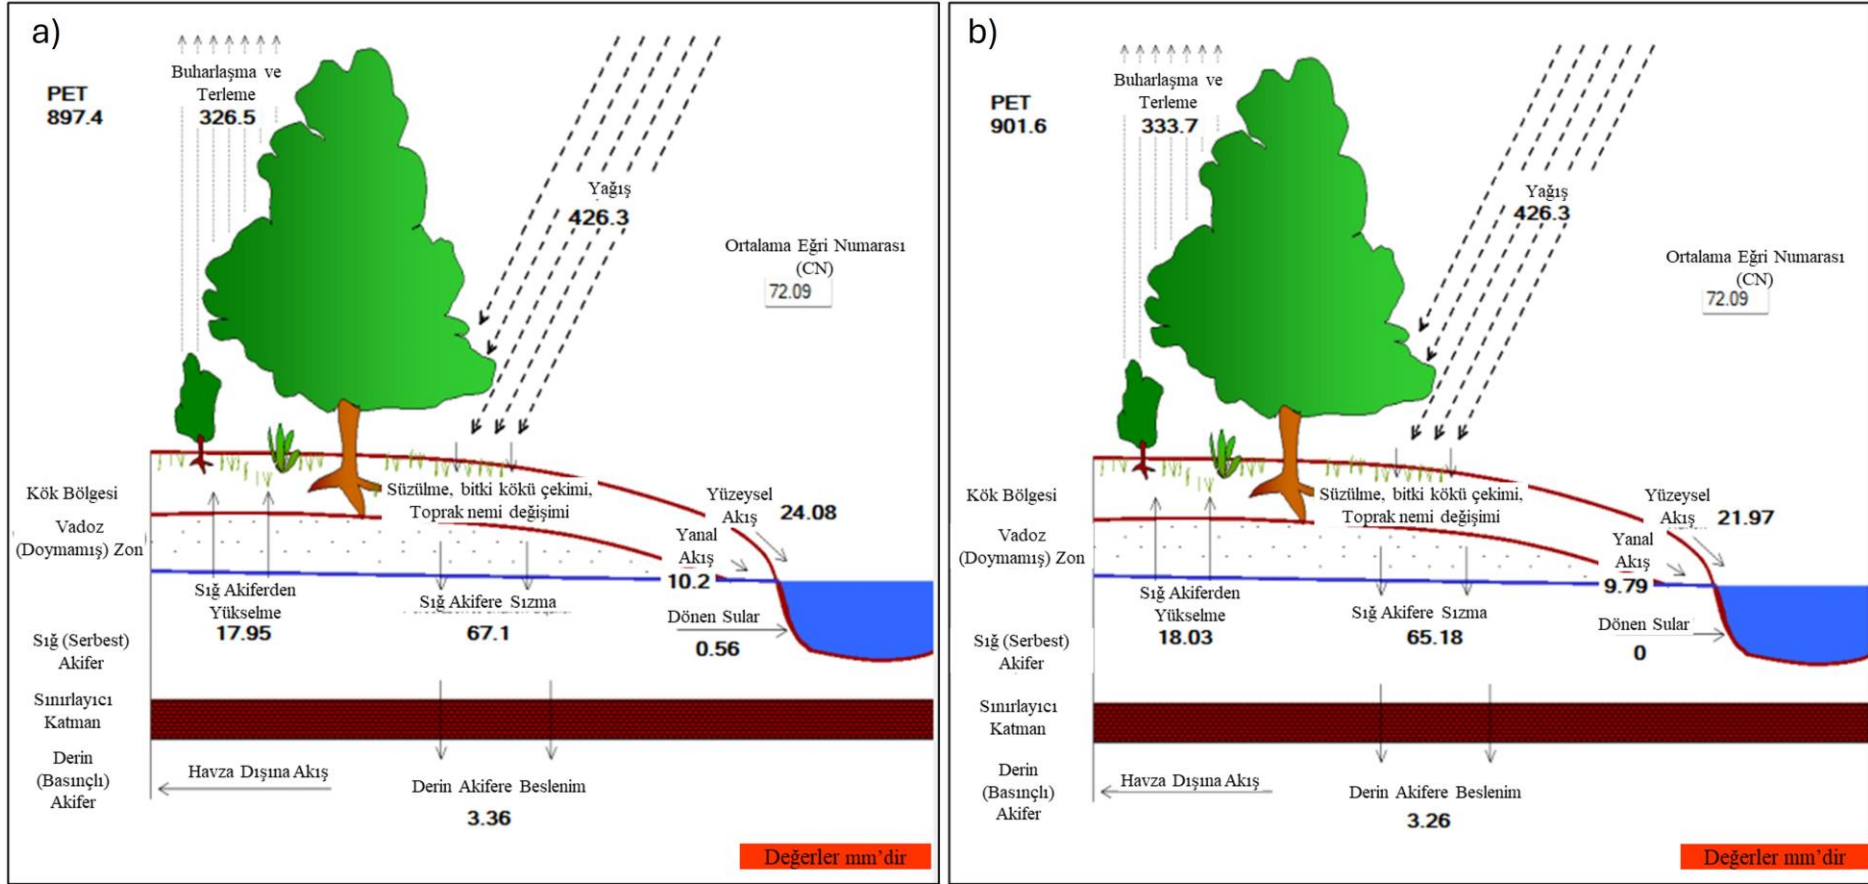 a)
Buharlaşma ve
Terleme
326.5
PET
897.4
Yağış
426.3
Ortalama Eğri Numarası
(CN)
72.09
Kök Bölgesi
Vadoz
(Doymamış) Zon
Süzülme, bitki kökü çekimi,
Toprak nemi değişimi
Yüzeysel
Akış
24.08
Yanal
Akış
10.2
Sığ Akiferden
Yükselme
17.95
Sığ Akifere Sızma
67.1
Dönen Sular
0.56
Sığ (Serbest)
Akifer
Sınırlayıcı
Katman
Derin
(Basınçlı)
Akifer
Havza Dışına Akış
Derin Akifere Beslenim
3.36
Değerler mm'dir
b)
Buharlaşma ve
Terleme
333.7
PET
901.6
Yağış
426.3
Ortalama Eğri Numarası
(CN)
72.09
Kök Bölgesi
Vadoz
(Doymamış) Zon
Süzülme, bitki kökü çekimi,
Toprak nemi değişimi
Yüzeysel
Akış
21.97
Yanal
Akış
9.79
Sığ Akiferden
Yükselme
18.03
Sığ Akifere Sızma
65.18
Dönen Sular
0
Sığ (Serbest)
Akifer
Sınırlayıcı
Katman
Derin
(Basınçlı)
Akifer
Havza Dışına Akış
Derin Akifere Beslenim
3.26
Değerler mm'dir